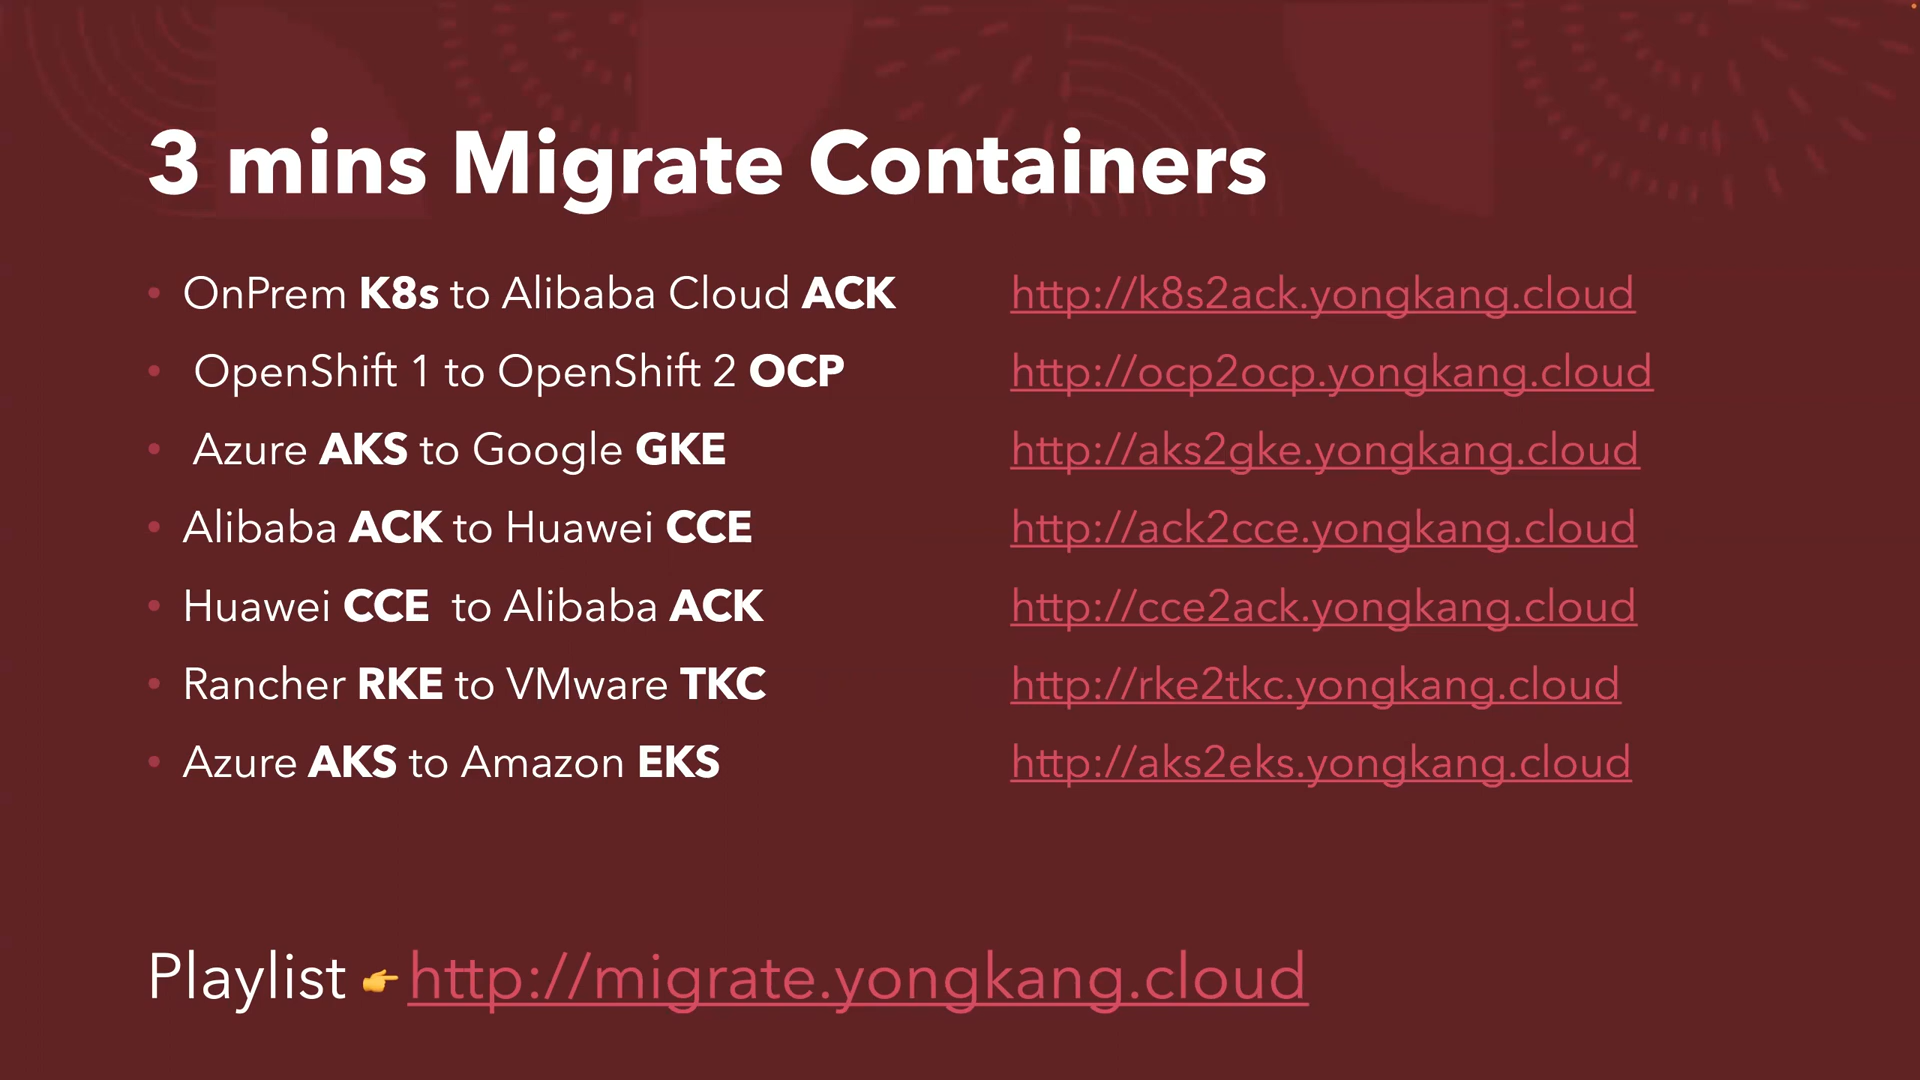 3 mins Migrate Containers
• OnPrem K8s to Alibaba Cloud ACK http://k8s2ack.yongkang.cloud
• OpenShift 1 to OpenShift 2 OCP http://ocp2ocp.yongkang.cloud
• Azure AKS to Google GKE http://aks2gke.yongkang.cloud
• Alibaba ACK to Huawei CCE http://ack2cce.yongkang.cloud
• Huawei CCE to Alibaba ACK http://cce2ack.yongkang.cloud
• Rancher RKE to VMware TKC http://rke2tkc.yongkang.cloud
• Azure AKS to Amazon EKS http://aks2eks.yongkang.cloud
Playlist 👉 http://migrate.yongkang.cloud